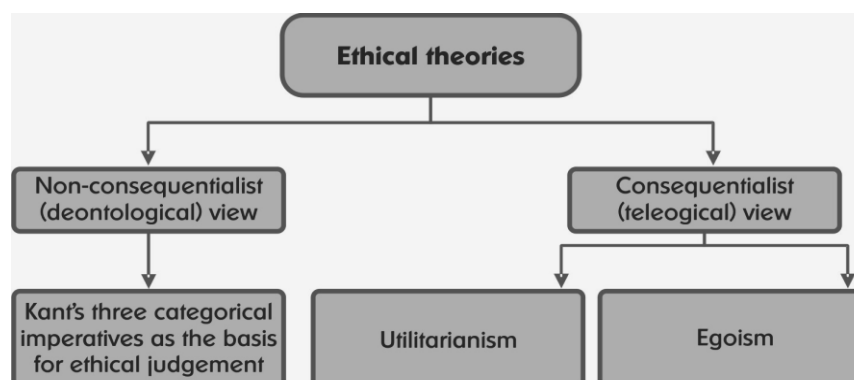 Ethical theories
Non-consequentialist
(deontological) view
Consequentialist
(teleogical) view
Kant's three categorical
imperatives as the basis
for ethical judgement
Utilitarianism
Egoism